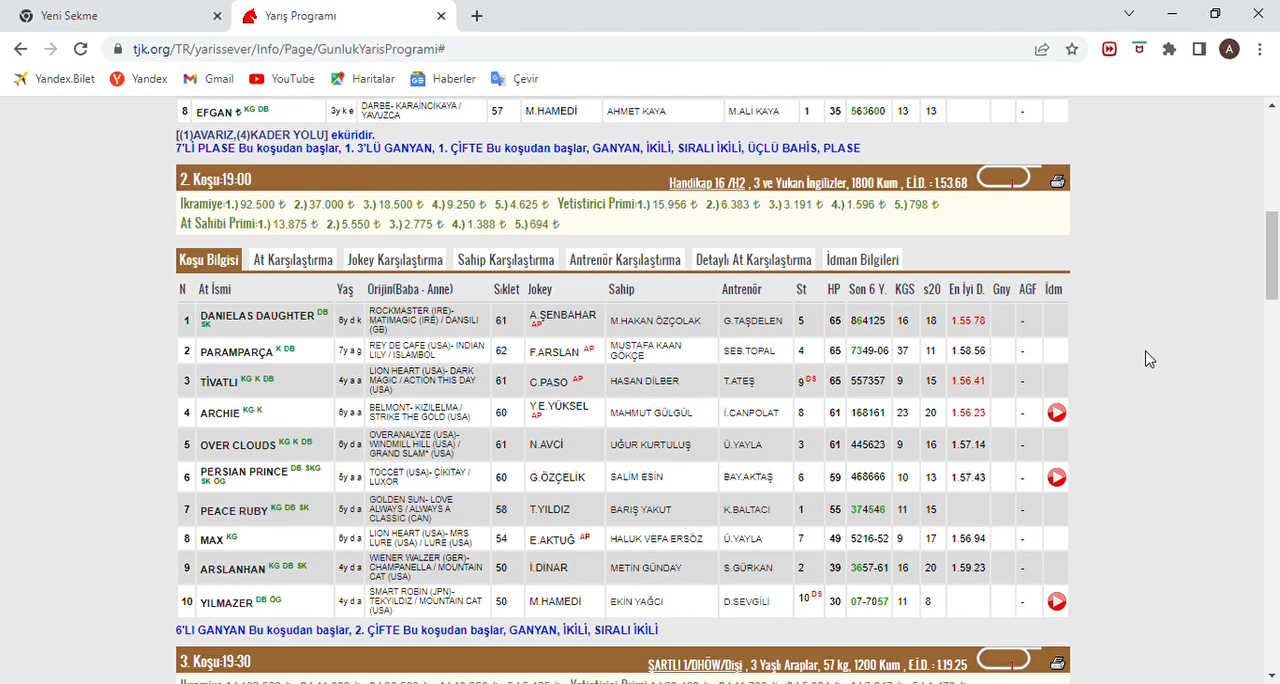 Yeni Sekme
Yarış Programı
tjk.org/TR/yarissever/Info/Page/GunlukYarisProgrami#
A
Yandex.Bilet Yandex Gmail YouTube Haritalar Haberler Çevir
8 EFGAN ₺ KG DB 3y k e DARBE- KARAİNCİKAYA / YAVUZCA 57 M.HAMEDİ AHMET KAYA M.ALİ KAYA 1 35 563600 13 13 -
[(1)AVARIZ,(4)KADER YOLU] eküridir.
7'Lİ PLASE Bu koşudan başlar, 1. 3'LÜ GANYAN, 1. ÇİFTE Bu koşudan başlar, GANYAN, İKİLİ, SIRALI İKİLİ, ÜÇLÜ BAHİS, PLASE
2. Koşu:19:00 Handikap 16 /H2 , 3 ve Yukarı İngilizler, 1800 Kum , E.İ.D. : 1.53.68
Ikramiye:1.) 92.500 ₺ 2.) 37.000 ₺ 3.) 18.500 ₺ 4.) 9.250 ₺ 5.) 4.625 ₺ Yetistirici Primi:1.) 15.956 ₺ 2.) 6.383 ₺ 3.) 3.191 ₺ 4.) 1.596 ₺ 5.) 798 ₺
At Sahibi Primi:1.) 13.875 ₺ 2.) 5.550 ₺ 3.) 2.775 ₺ 4.) 1.388 ₺ 5.) 694 ₺
Koşu Bilgisi At Karşılaştırma Jokey Karşılaştırma Sahip Karşılaştırma Antrenör Karşılaştırma Detaylı At Karşılaştırma İdman Bilgileri
N At İsmi Yaş Orijin(Baba - Anne) Sıklet Jokey Sahip Antrenör St HP Son 6 Y. KGS s20 En İyi D. Gny AGF İdm
1 DANIELAS DAUGHTER DB SK 6y d k ROCKMASTER (IRE)- MATIMAGIC (IRE) / DANSILI (GB) 61 A.ŞENBAHAR AP M.HAKAN ÖZÇOLAK G.TAŞDELEN 5 65 864125 16 18 1.55.78 -
2 PARAMPARÇA K DB 7y a g REY DE CAFE (USA)- INDIAN LILY / ISLAMBOL 62 F.ARSLAN AP MUSTAFA KAAN GÖKÇE SEB.TOPAL 4 65 7349-06 37 11 1.58.56 -
3 TİVATLI KG K DB 4y a a LION HEART (USA)- DARK MAGIC / ACTION THIS DAY (USA) 61 C.PASO AP HASAN DİLBER T.ATEŞ 9 DS 65 557357 9 15 1.56.41 -
4 ARCHIE KG K 6y a a BELMONT- KIZILELMA / STRIKE THE GOLD (USA) 60 Y.E.YÜKSEL AP MAHMUT GÜLGÜL İ.CANPOLAT 8 61 168161 23 20 1.56.23 -
5 OVER CLOUDS KG K DB 6y d a OVERANALYZE (USA)- WINDMILL HILL (USA) / GRAND SLAM* (USA) 61 N.AVCİ UĞUR KURTULUŞ Ü.YAYLA 3 61 445623 9 16 1.57.14 -
6 PERSIAN PRINCE DB SKG SK ÖG 5y a a TOCCET (USA)- ÇIKITAY / LUXOR 60 G.ÖZÇELİK SALİM ESİN BAY.AKTAŞ 6 59 468666 10 13 1.57.43 -
7 PEACE RUBY KG DB SK 5y d a GOLDEN SUN- LOVE ALWAYS / ALWAYS A CLASSIC (CAN) 58 T.YILDIZ BARIŞ YAKUT K.BALTACI 1 55 374546 11 15 -
8 MAX KG 8y d a LION HEART (USA)- MRS LURE (USA) / LURE (USA) 54 E.AKTUĞ AP HALUK VEFA ERSÖZ Ü.YAYLA 7 49 5216-52 9 17 1.56.94 -
9 ARSLANHAN KG DB SK 4y d a WIENER WALZER (GER)- CHAMPANELLA / MOUNTAIN CAT (USA) 50 İ.DİNAR METİN GÜNDAY S.GÜRKAN 2 39 3657-61 16 20 1.59.23 -
10 YILMAZER DB ÖG 4y d a SMART ROBIN (JPN)- TEKYILDIZ / MOUNTAIN CAT (USA) 50 M.HAMEDİ EKİN YAĞCI D.SEVGİLİ 10 DS 30 07-7057 11 8 -
6'LI GANYAN Bu koşudan başlar, 2. ÇİFTE Bu koşudan başlar, GANYAN, İKİLİ, SIRALI İKİLİ
3. Koşu:19:30 ŞARTLI 1/DHÖW/Dişi , 3 Yaşlı Araplar, 57 kg, 1200 Kum , E.İ.D. : 1.19.25